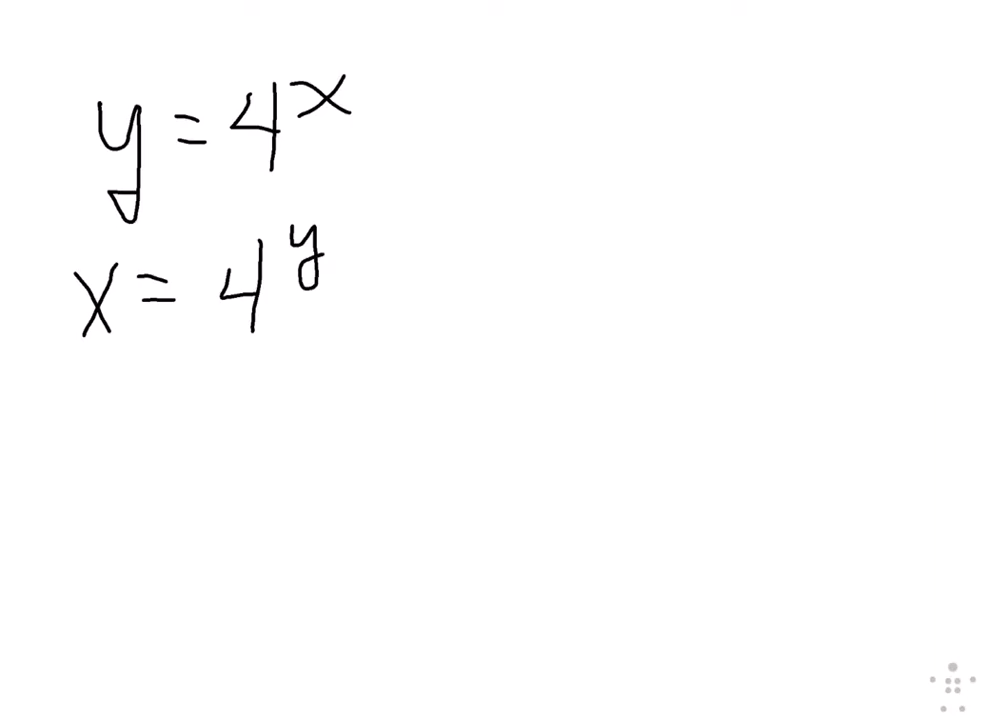 y = 4^x
x = 4^y